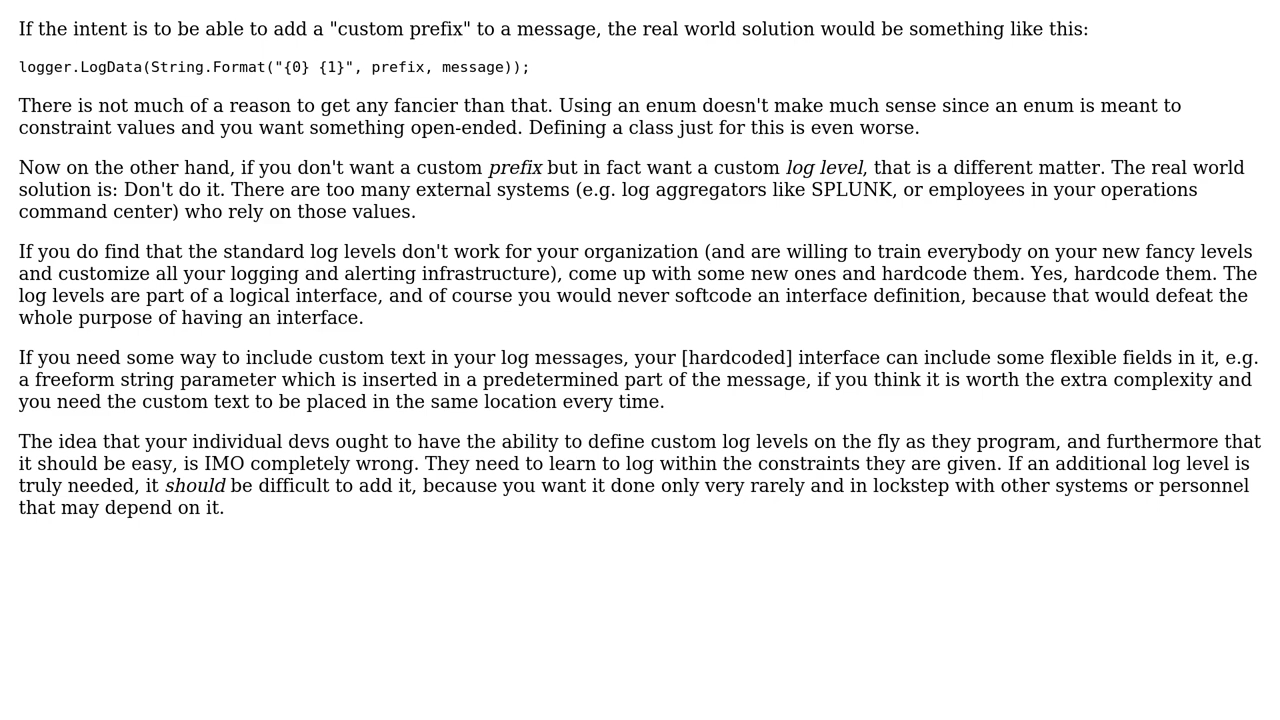 If the intent is to be able to add a "custom prefix" to a message, the real world solution would be something like this:
logger.LogData(String.Format("{0} {1}", prefix, message));
There is not much of a reason to get any fancier than that. Using an enum doesn't make much sense since an enum is meant to
constraint values and you want something open-ended. Defining a class just for this is even worse.
Now on the other hand, if you don't want a custom prefix but in fact want a custom log level, that is a different matter. The real world
solution is: Don't do it. There are too many external systems (e.g. log aggregators like SPLUNK, or employees in your operations
command center) who rely on those values.
If you do find that the standard log levels don't work for your organization (and are willing to train everybody on your new fancy levels
and customize all your logging and alerting infrastructure), come up with some new ones and hardcode them. Yes, hardcode them. The
log levels are part of a logical interface, and of course you would never softcode an interface definition, because that would defeat the
whole purpose of having an interface.
If you need some way to include custom text in your log messages, your [hardcoded] interface can include some flexible fields in it, e.g.
a freeform string parameter which is inserted in a predetermined part of the message, if you think it is worth the extra complexity and
you need the custom text to be placed in the same location every time.
The idea that your individual devs ought to have the ability to define custom log levels on the fly as they program, and furthermore that
it should be easy, is IMO completely wrong. They need to learn to log within the constraints they are given. If an additional log level is
truly needed, it should be difficult to add it, because you want it done only very rarely and in lockstep with other systems or personnel
that may depend on it.